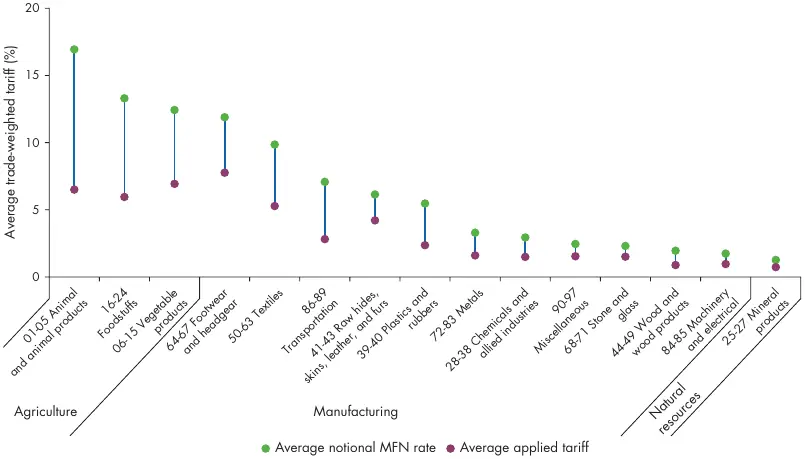 20
15
10
5
0
Average trade-weighted tariff (%)
01-05 Animal
and animal products
16-24
Foodstuffs
06-15 Vegetable
products
64-67 Footwear
and headgear
50-63 Textiles
86-89
Transportation
41-43 Raw hides,
skins, leather, and furs
39-40 Plastics and
rubbers
72-83 Metals
28-38 Chemicals and
allied industries
90-97
Miscellaneous
68-71 Stone and
glass
44-49 Wood and
wood products
84-85 Machinery
and electrical
25-27 Mineral
products
Agriculture
Manufacturing
Natural
resources
Average notional MFN rate
Average applied tariff